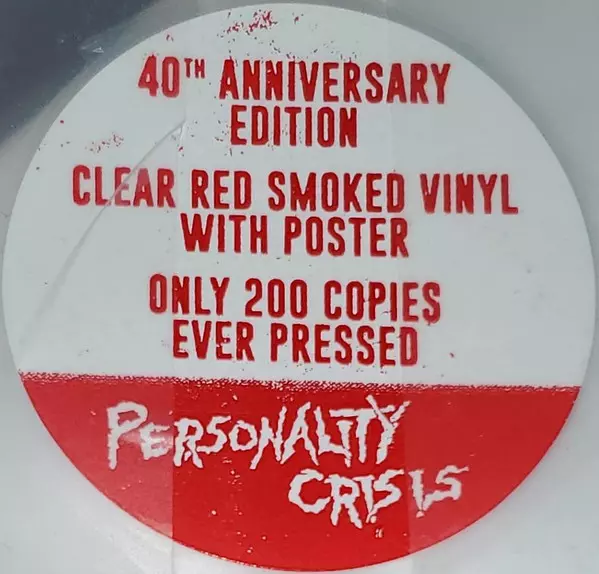 40TH ANNIVERSARY
EDITION
CLEAR RED SMOKED VINYL
WITH POSTER
ONLY 200 COPIES
EVER PRESSED
PERSONALITY
CRISIS